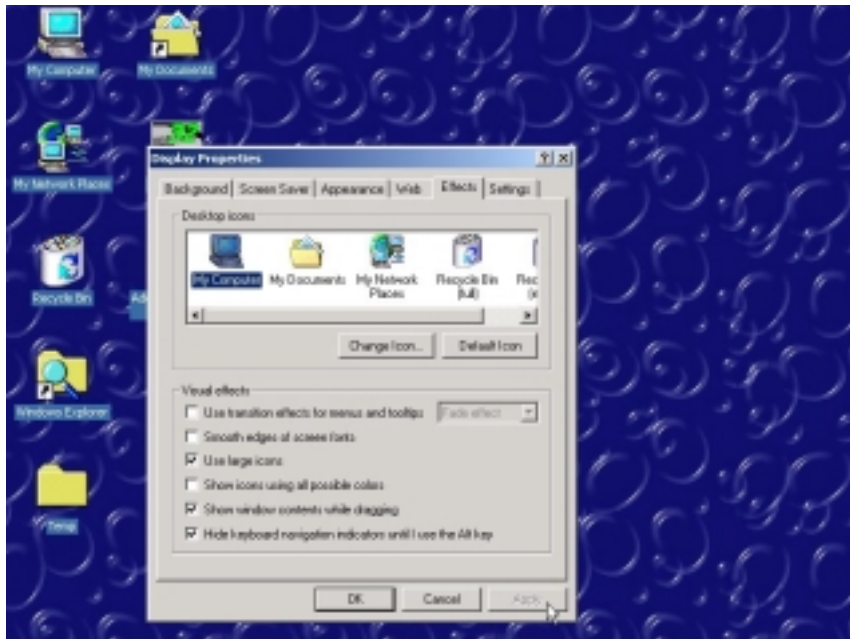 My Computer
My Documents
My Network Places
Recycle Bin
Ad
Windows Explorer
Temp
Display Properties
Background
Screen Saver
Appearance
Web
Effects
Settings
Desktop icons
My Computer
My Documents
My Network
Places
Recycle Bin
(full)
Rec
(e
Change Icon...
Default Icon
Visual effects
Use transition effects for menus and tooltips
Fade effect
Smooth edges of screen fonts
Use large icons
Show icons using all possible colors
Show window contents while dragging
Hide keyboard navigation indicators until I use the Alt key
OK
Cancel
Apply